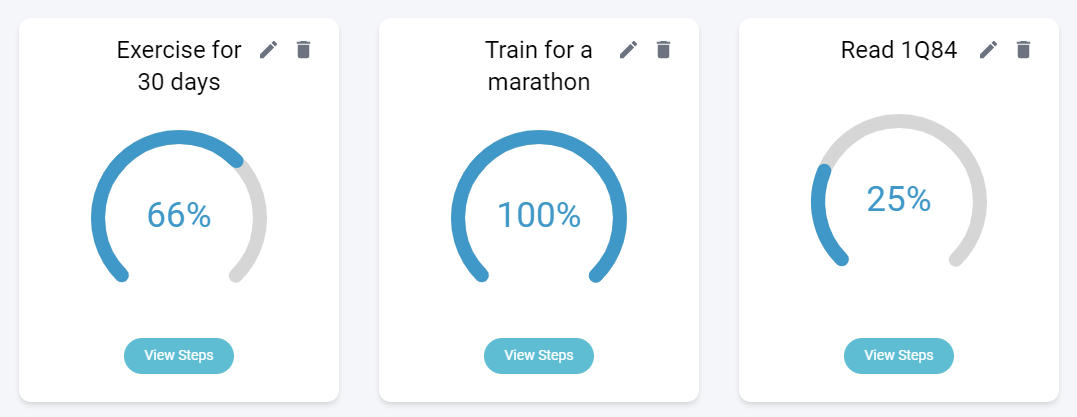 Exercise for
30 days
66%
View Steps
Train for a
marathon
100%
View Steps
Read 1Q84
25%
View Steps